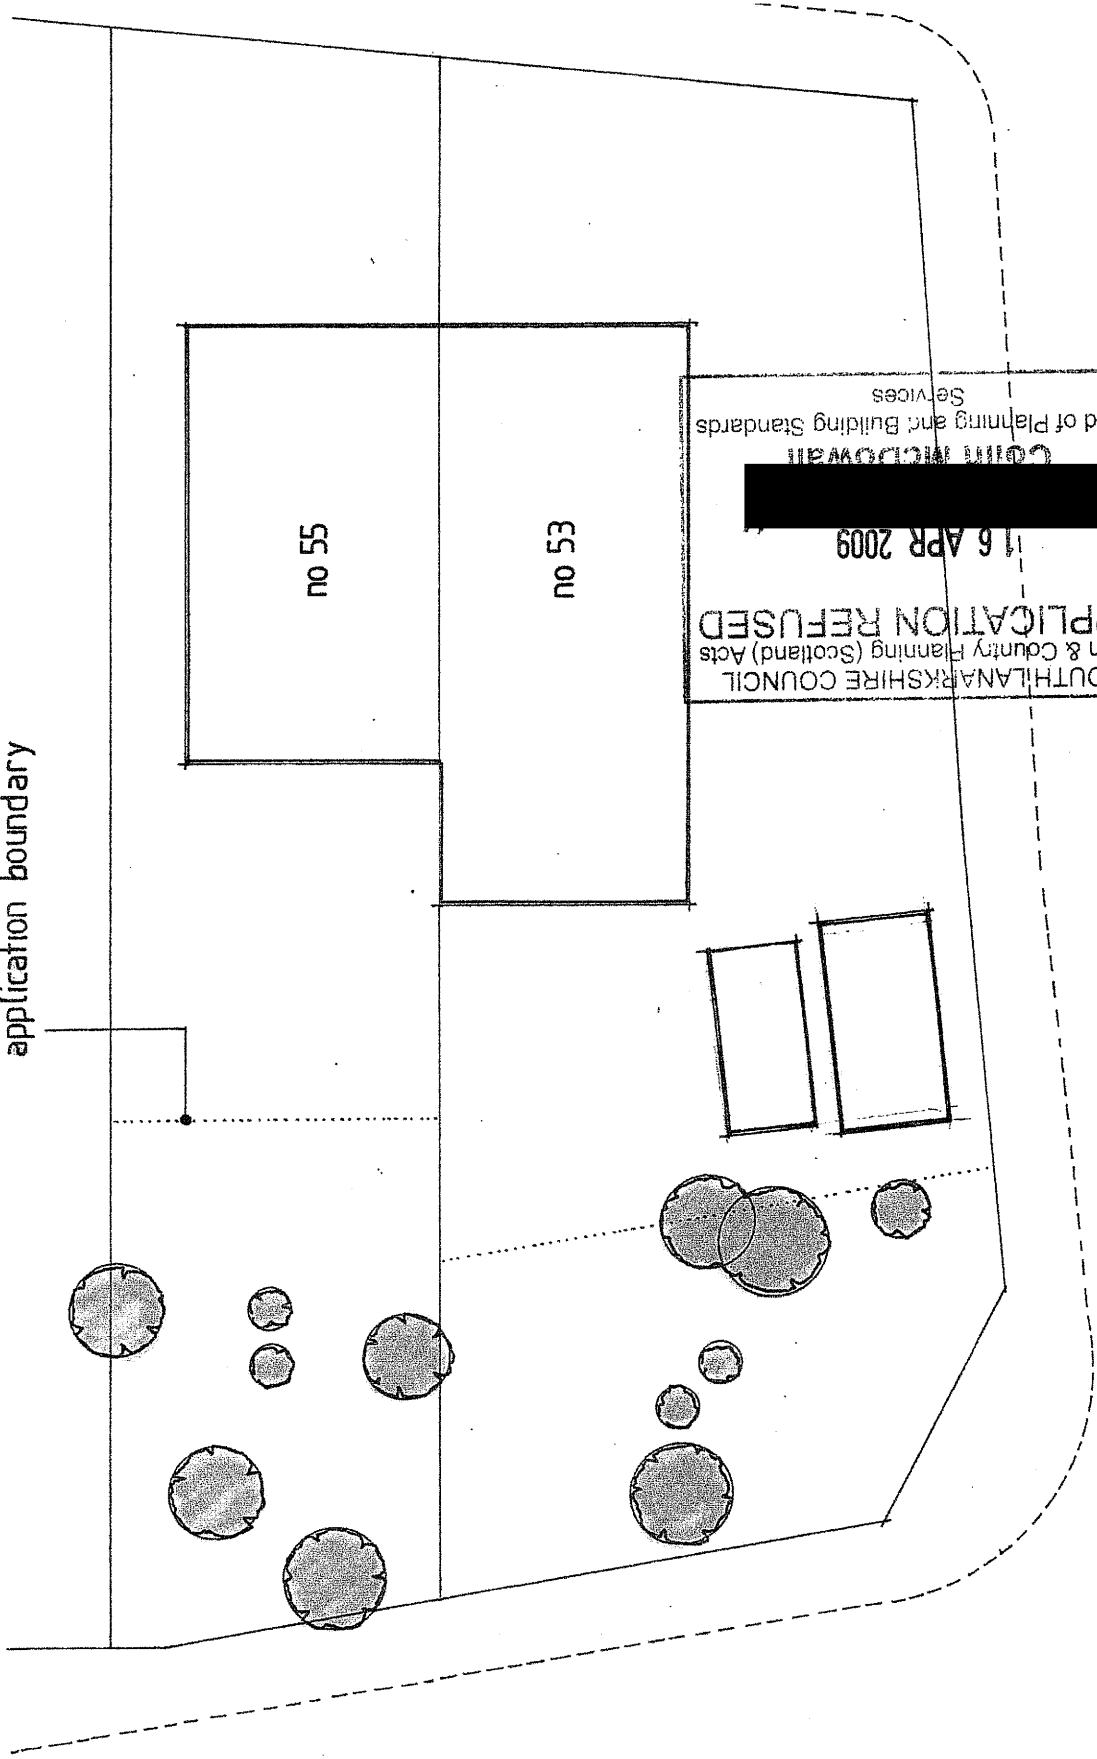 application boundary
no 55
no 53
OUTH LANARKSHIRE COUNCIL
n & Country Planning (Scotland) Acts
PLICATION REFUSED
16 APR 2009
Colin McDowall
d of Planning and Building Standards
Services